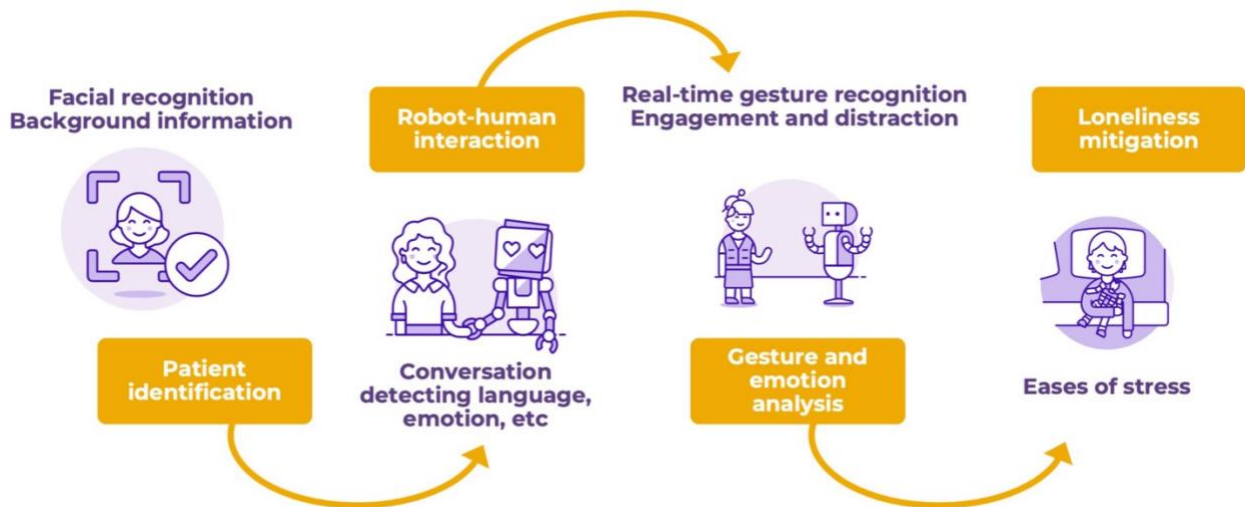 Facial recognition
Background information
Patient
identification
Robot-human
interaction
Conversation
detecting language,
emotion, etc
Real-time gesture recognition
Engagement and distraction
Gesture and
emotion
analysis
Loneliness
mitigation
Eases of stress